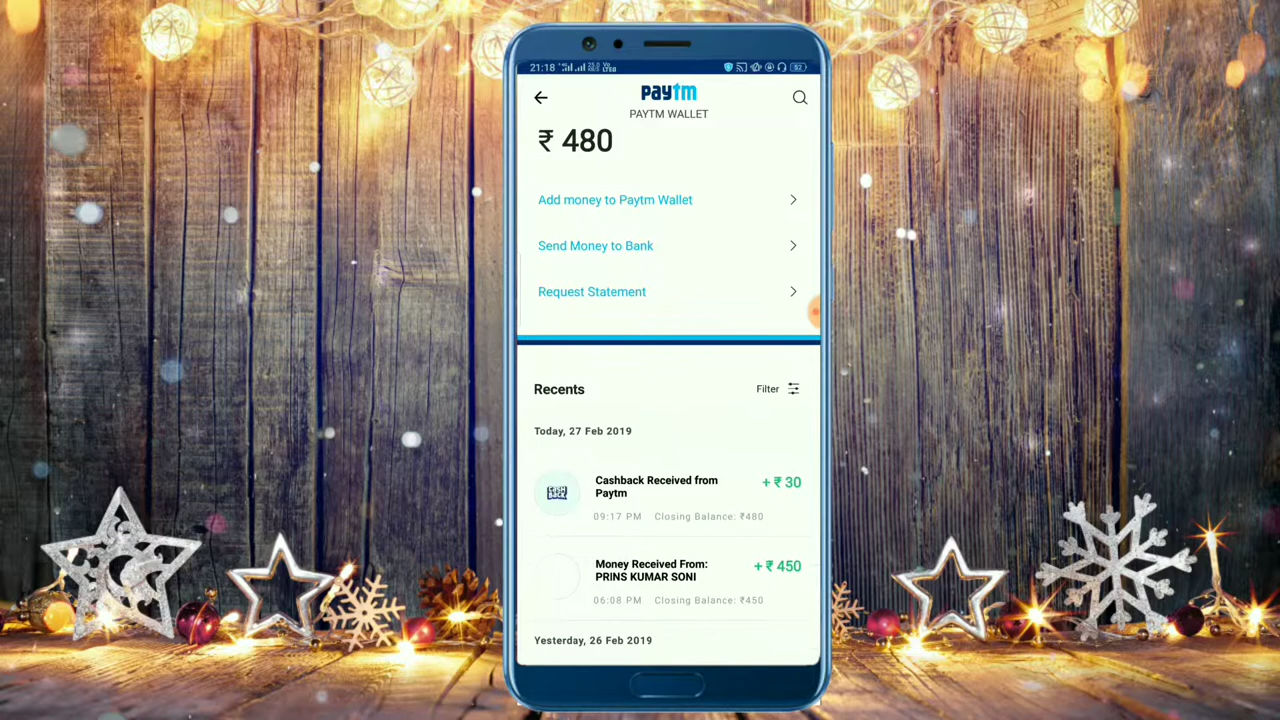 21:18
paytm
PAYTM WALLET
₹ 480
Add money to Paytm Wallet
Send Money to Bank
Request Statement
Recents
Filter
Today, 27 Feb 2019
Cashback Received from
Paytm
+ ₹ 30
09:17 PM Closing Balance: ₹480
Money Received From:
PRINS KUMAR SONI
+ ₹ 450
06:08 PM Closing Balance: ₹450
Yesterday, 26 Feb 2019